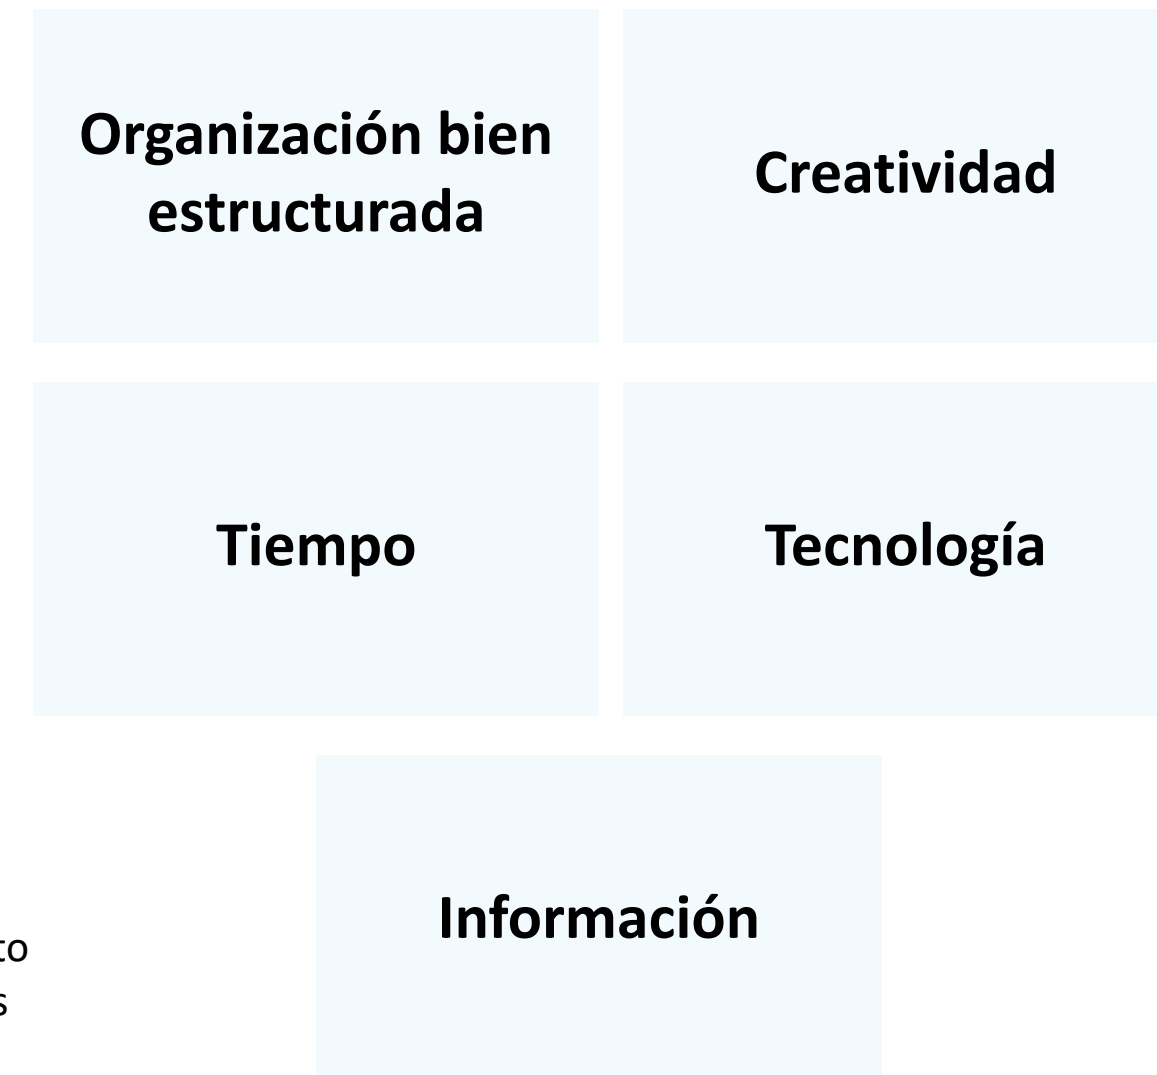 Organización bien
estructurada
Creatividad
Tiempo
Tecnología
Información